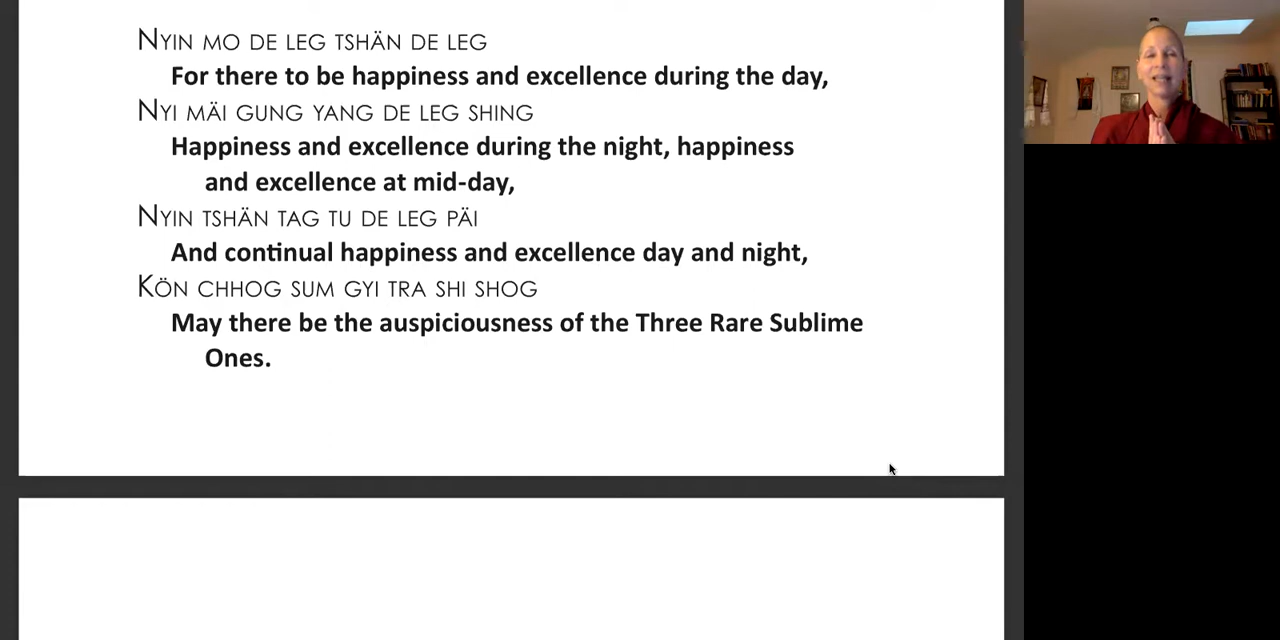 NYIN MO DE LEG TSHÄN DE LEG
For there to be happiness and excellence during the day,
NYI MÄI GUNG YANG DE LEG SHING
Happiness and excellence during the night, happiness
and excellence at mid-day,
NYIN TSHÄN TAG TU DE LEG PÄI
And continual happiness and excellence day and night,
KÖN CHHOG SUM GYI TRA SHI SHOG
May there be the auspiciousness of the Three Rare Sublime
Ones.